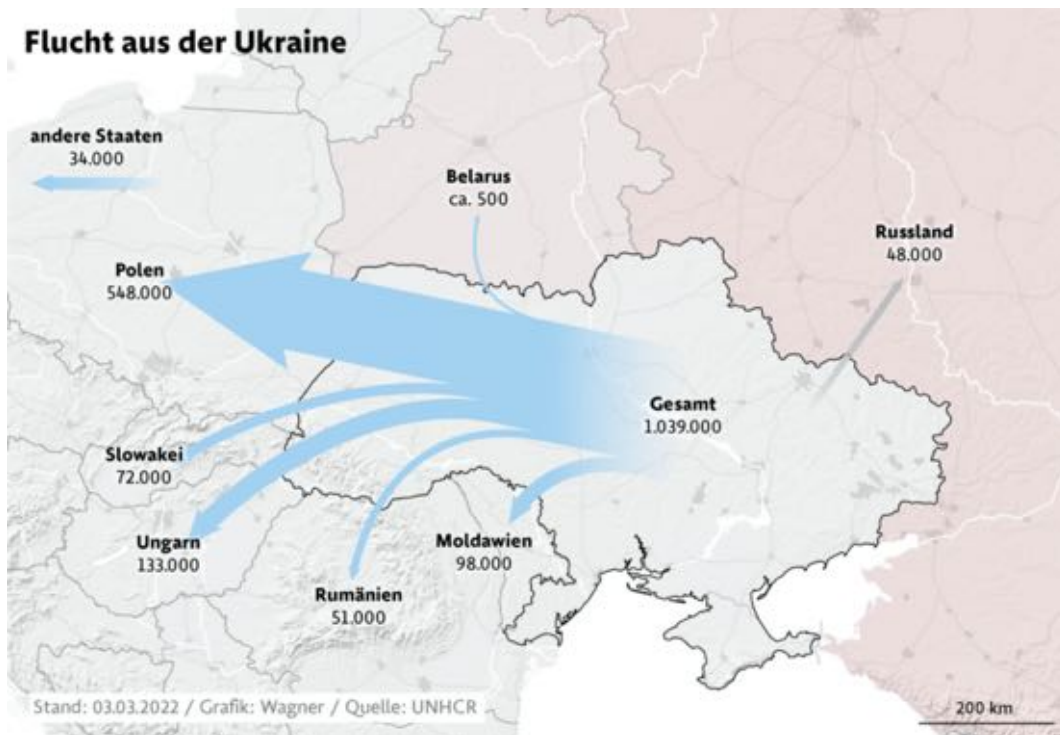 Flucht aus der Ukraine
andere Staaten
34.000
Belarus
ca. 500
Russland
48.000
Polen
548.000
Gesamt
1.039.000
Slowakei
72.000
Ungarn
133.000
Moldawien
98.000
Rumänien
51.000
Stand: 03.03.2022 / Grafik: Wagner / Quelle: UNHCR
200 km